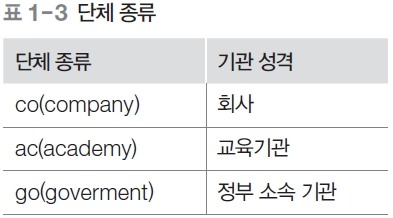 표 1-3 단체 종류
단체 종류 기관 성격
co(company) 회사
ac(academy) 교육기관
go(goverment) 정부 소속 기관